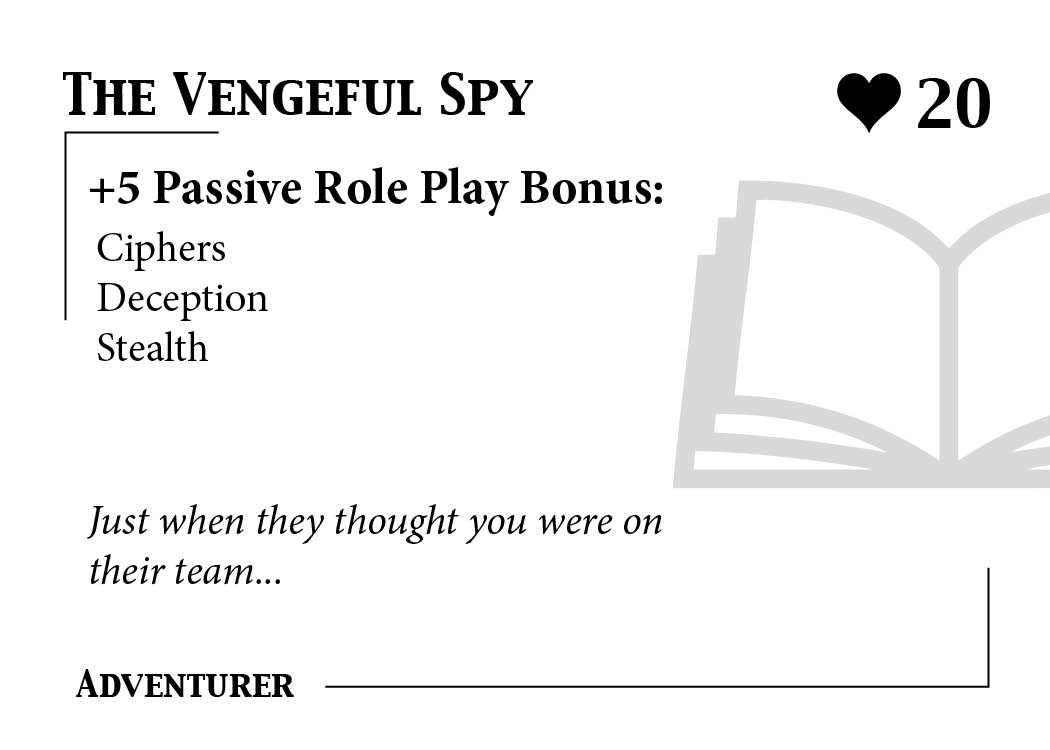 The Vengeful Spy
20
+5 Passive Role Play Bonus:
Ciphers
Deception
Stealth
Just when they thought you were on
their team...
Adventurer